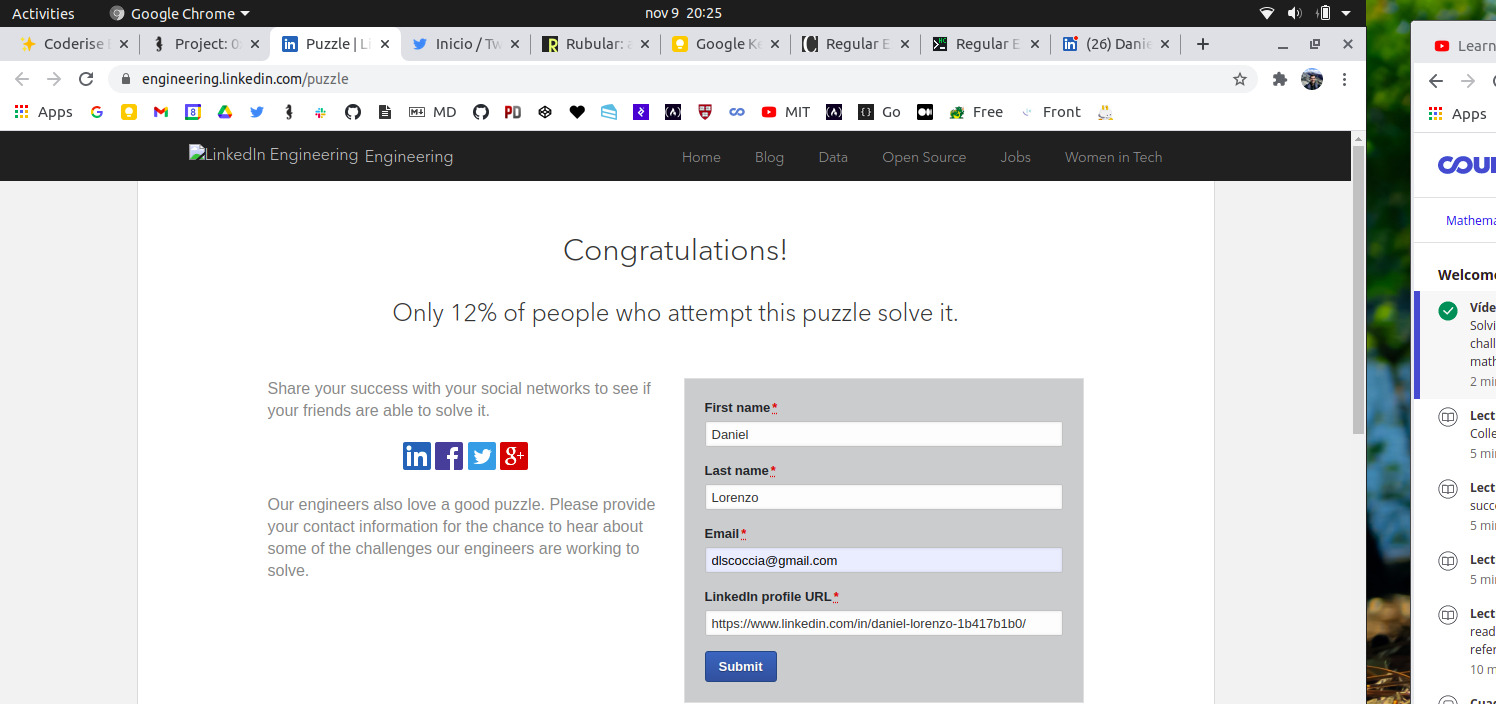 Activities Google Chrome nov 9 20:25
Coderise Project: 0 Puzzle | Li Inicio / Tw Rubular: a Google Ke Regular E Regular E (26) Danie
Learn
engineering.linkedin.com/puzzle
Apps MD MIT Go Free Front
Apps
LinkedIn Engineering Engineering Home Blog Data Open Source Jobs Women in Tech
Congratulations!
Only 12% of people who attempt this puzzle solve it.
Share your success with your social networks to see if
your friends are able to solve it.
in f g+
Our engineers also love a good puzzle. Please provide
your contact information for the chance to hear about
some of the challenges our engineers are working to
solve.
First name*
Daniel
Last name*
Lorenzo
Email*
dlscoccia@gmail.com
LinkedIn profile URL*
https://www.linkedin.com/in/daniel-lorenzo-1b417b1b0/
Submit
cour
Mathema
Welcome
Víde
Solvi
chall
math
2 mi
Lect
Colle
5 mi
Lect
succ
5 mi
Lect
5 mi
Lect
read
refer
10 m